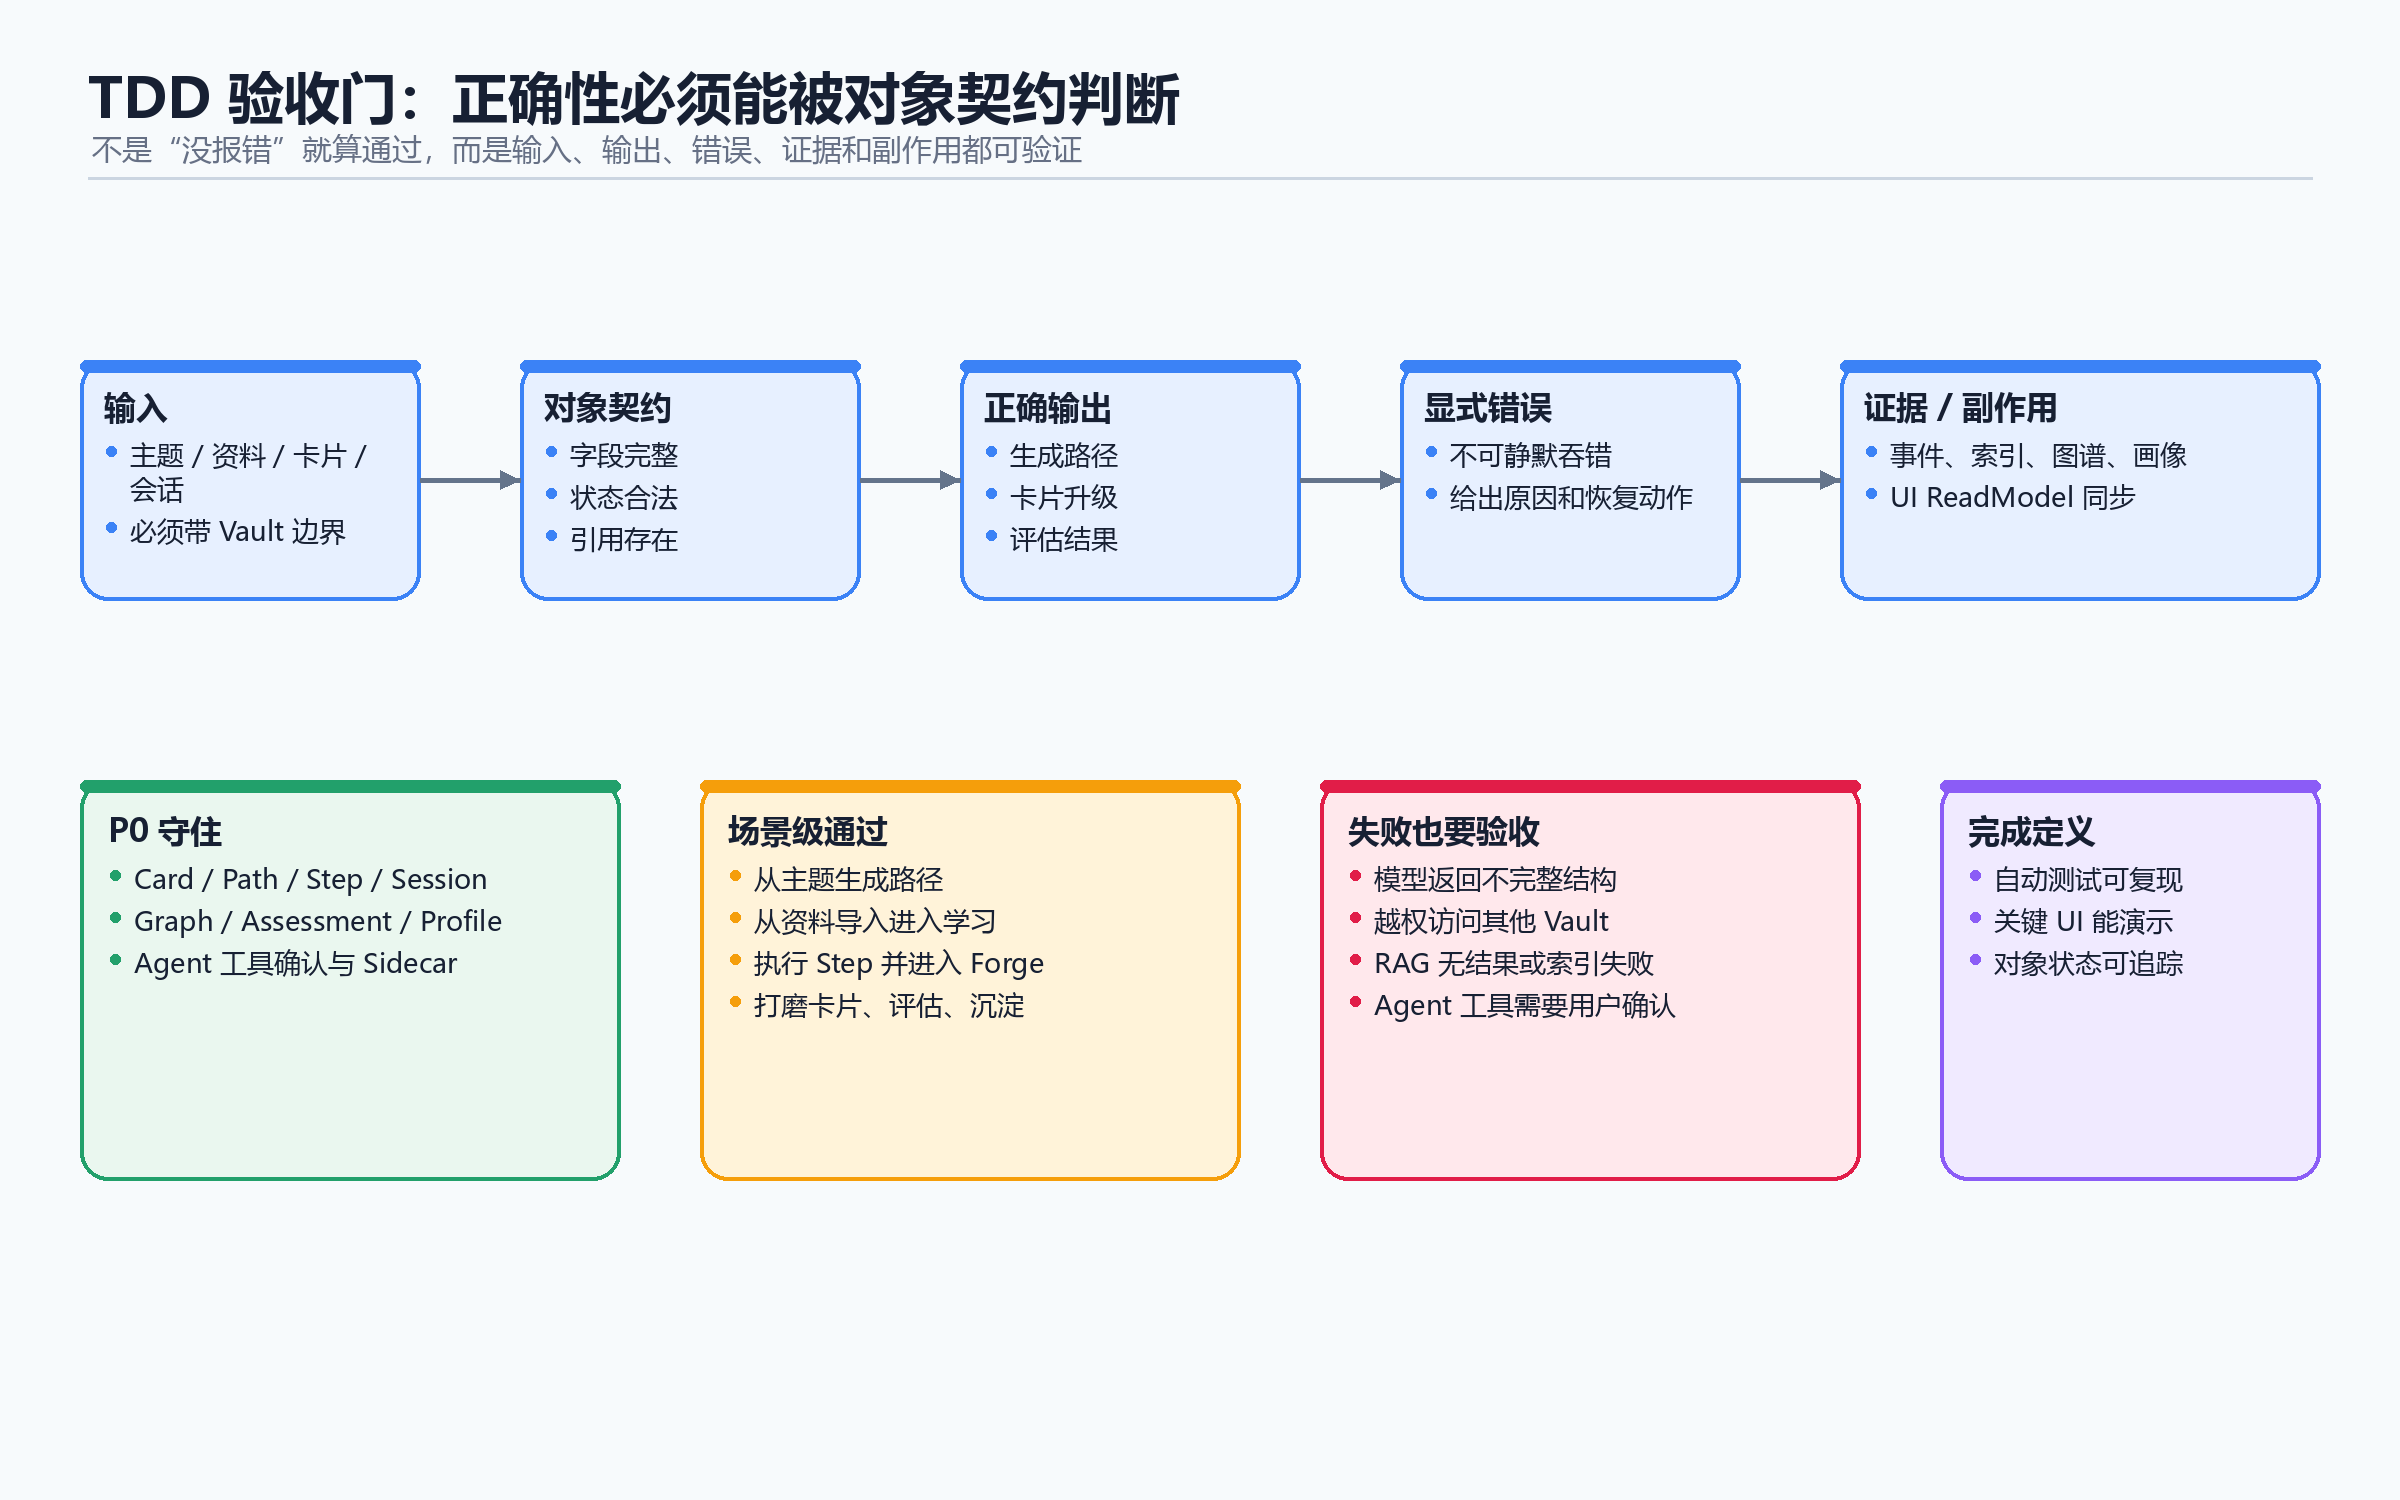 TDD 验收门：正确性必须能被对象契约判断
不是“没报错”就算通过，而是输入、输出、错误、证据和副作用都可验证
输入
主题 / 资料 / 卡片 /
会话
必须带 Vault 边界
对象契约
字段完整
状态合法
引用存在
正确输出
生成路径
卡片升级
评估结果
显式错误
不可静默吞错
给出原因和恢复动作
证据 / 副作用
事件、索引、图谱、画像
UI ReadModel 同步
P0 守住
Card / Path / Step / Session
Graph / Assessment / Profile
Agent 工具确认与 Sidecar
场景级通过
从主题生成路径
从资料导入进入学习
执行 Step 并进入 Forge
打磨卡片、评估、沉淀
失败也要验收
模型返回不完整结构
越权访问其他 Vault
RAG 无结果或索引失败
Agent 工具需要用户确认
完成定义
自动测试可复现
关键 UI 能演示
对象状态可追踪